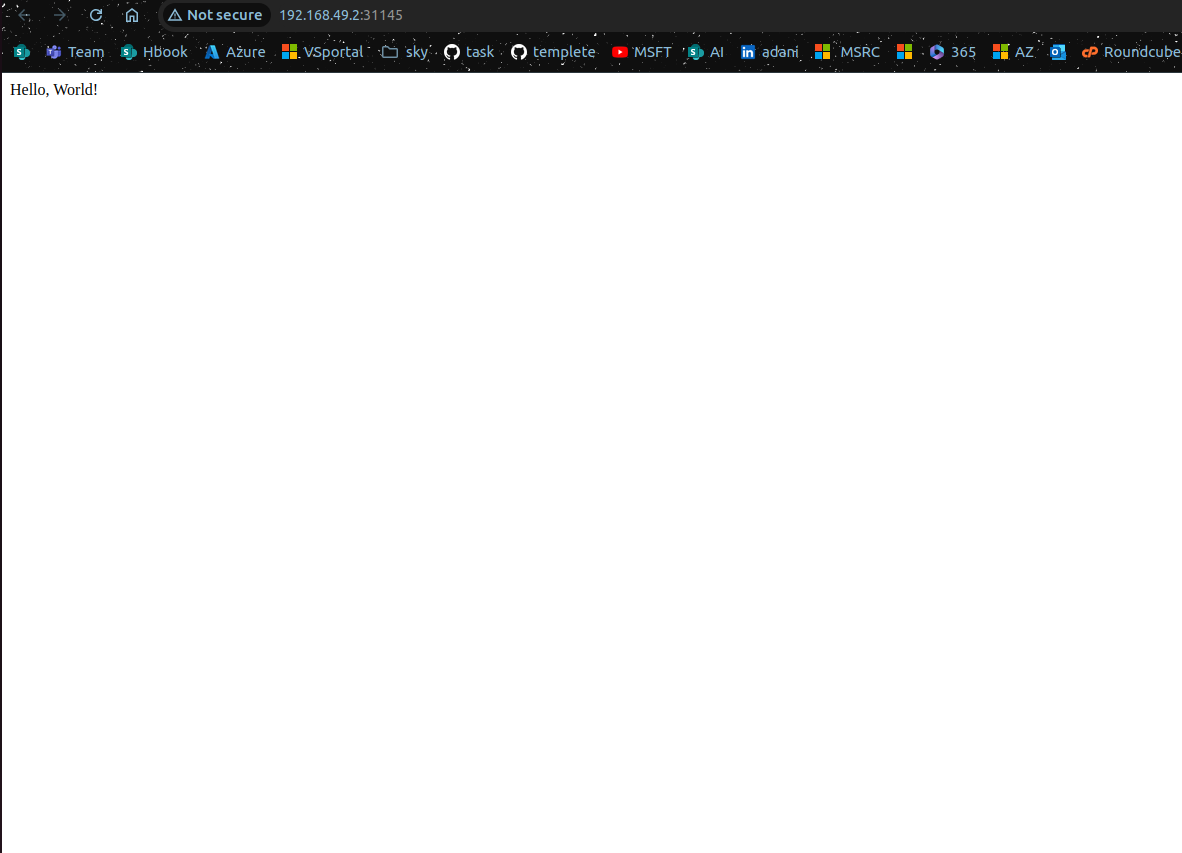 Not secure 192.168.49.2:31145
Team Hbook Azure VSportal sky task templete MSFT AI adani MSRC 365 AZ Roundcube
Hello, World!